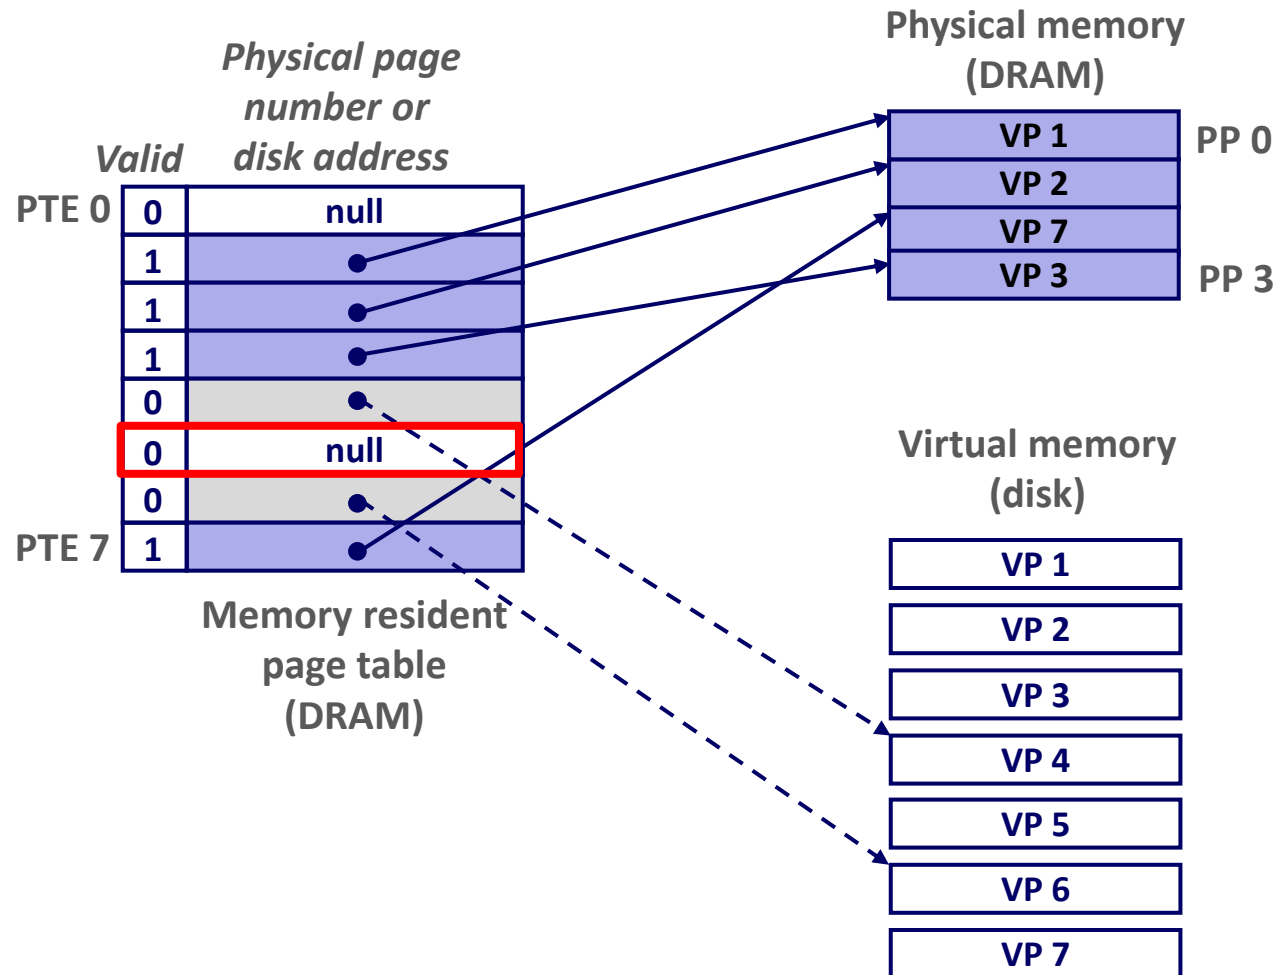 Physical page
number or
disk address
Valid
PTE 0
0
null
1
1
1
0
0
null
0
PTE 7
1
Memory resident
page table
(DRAM)
Physical memory
(DRAM)
VP 1
PP 0
VP 2
VP 7
VP 3
PP 3
Virtual memory
(disk)
VP 1
VP 2
VP 3
VP 4
VP 5
VP 6
VP 7